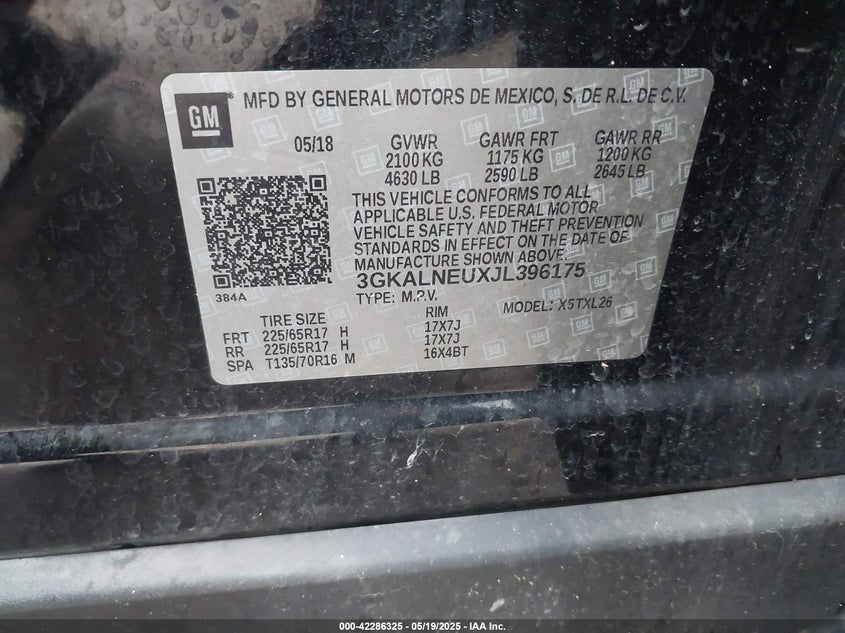 GM
MFD BY GENERAL MOTORS DE MEXICO, S. DE R.L. DE C.V.
05/18 GVWR GAWR FRT GAWR RR
2100 KG 1175 KG 1200 KG
4630 LB 2590 LB 2645 LB
THIS VEHICLE CONFORMS TO ALL
APPLICABLE U.S. FEDERAL MOTOR
VEHICLE SAFETY AND THEFT PREVENTION
STANDARDS IN EFFECT ON THE DATE OF
MANUFACTURE SHOWN ABOVE.
3GKALNEUXJL396175
384A
TYPE: M.P.V. MODEL: X5TXL26
TIRE SIZE RIM
FRT 225/65R17 H 17X7J
RR 225/65R17 H 17X7J
SPA T135/70R16 M 16X4BT
000-42286325 | 05/19/2025 - IAA Inc.